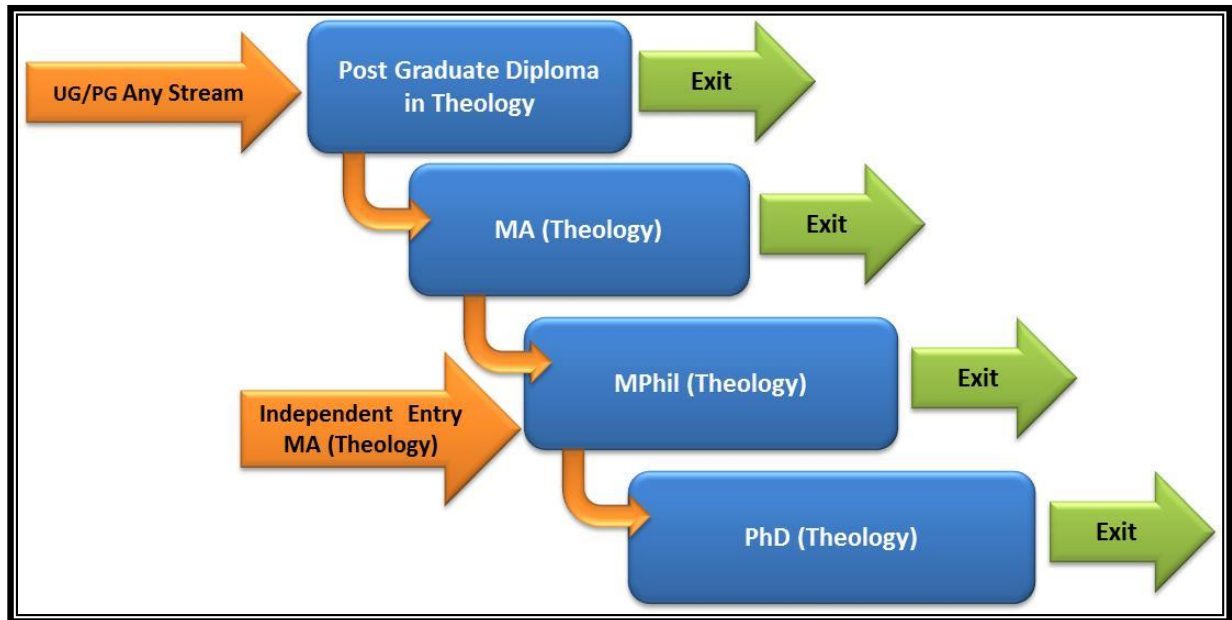 UG/PG Any Stream
Post Graduate Diploma
in Theology
Exit
MA (Theology)
Exit
Independent Entry
MA (Theology)
MPhil (Theology)
Exit
PhD (Theology)
Exit